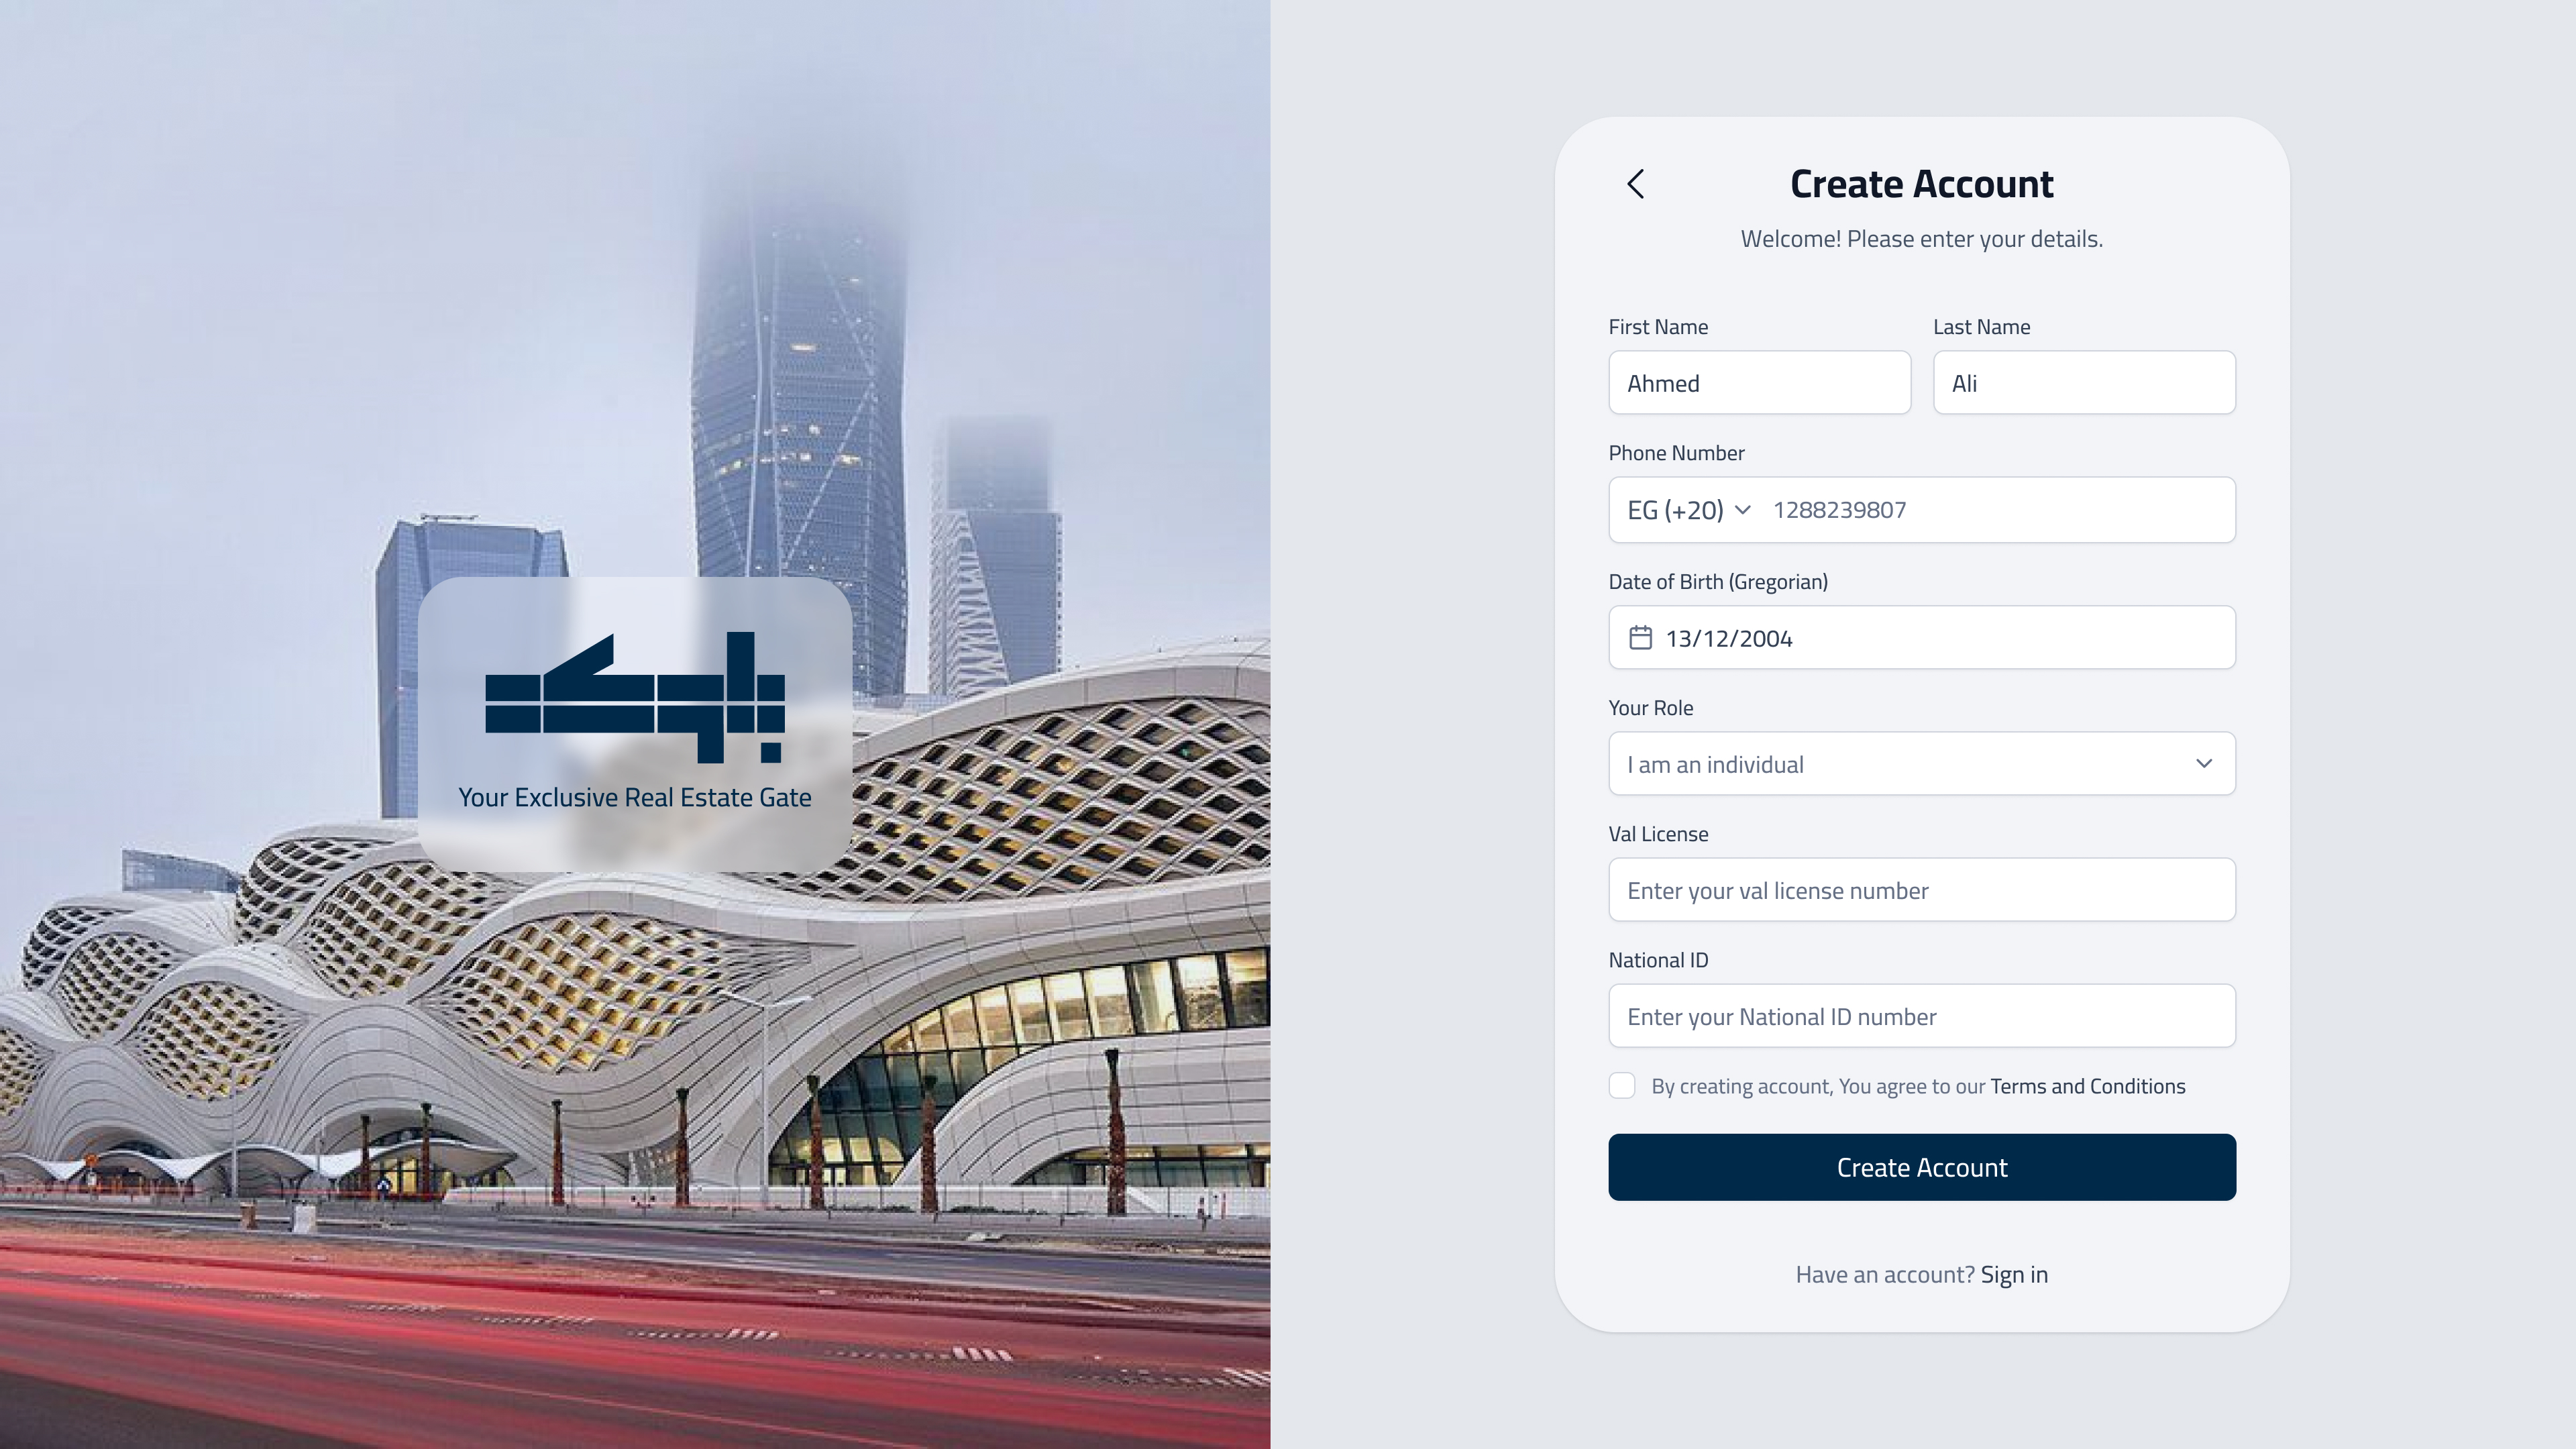 بابك
Your Exclusive Real Estate Gate
Create Account
Welcome! Please enter your details.
First Name
Last Name
Ahmed
Ali
Phone Number
EG (+20) 1288239807
Date of Birth (Gregorian)
13/12/2004
Your Role
I am an individual
Val License
Enter your val license number
National ID
Enter your National ID number
By creating account, You agree to our Terms and Conditions
Create Account
Have an account? Sign in